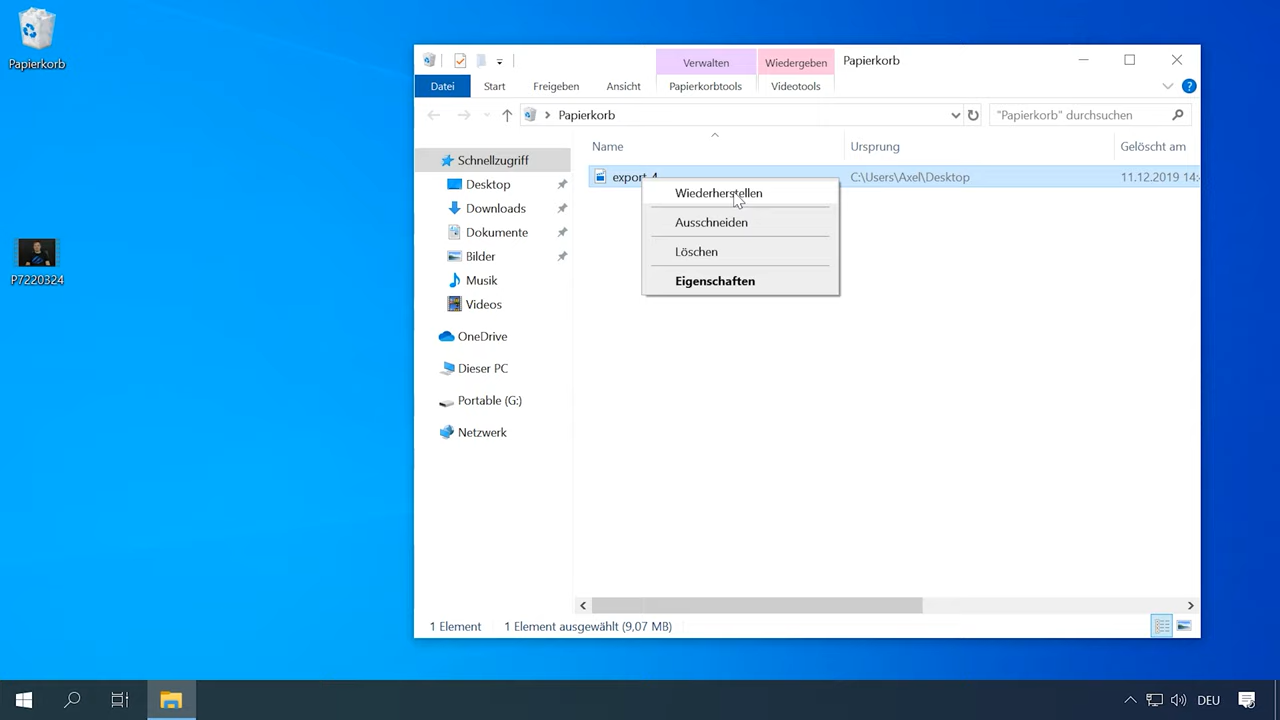 Papierkorb
P7220324
Verwalten
Wiedergeben
Papierkorb
Datei
Start
Freigeben
Ansicht
Papierkorbtools
Videotools
Papierkorb
"Papierkorb" durchsuchen
Name
Ursprung
Gelöscht am
Schnellzugriff
Desktop
Downloads
Dokumente
Bilder
Musik
Videos
OneDrive
Dieser PC
Portable (G:)
Netzwerk
export_4
C:\Users\Axel\Desktop
11.12.2019 14:
Wiederherstellen
Ausschneiden
Löschen
Eigenschaften
1 Element
1 Element ausgewählt (9,07 MB)
DEU